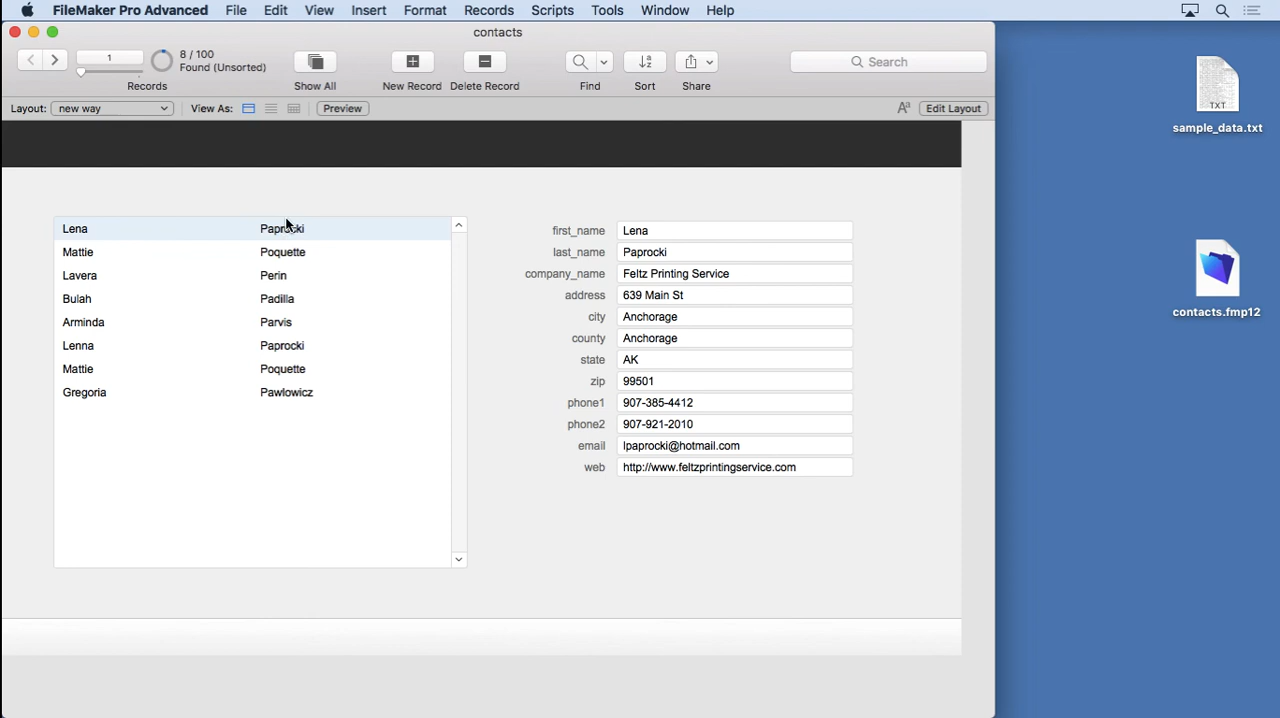 FileMaker Pro Advanced File Edit View Insert Format Records Scripts Tools Window Help
contacts
1
8 / 100
Found (Unsorted)
Search
Records
Show All
New Record
Delete Record
Find
Sort
Share
Layout: new way View As: Preview Aa Edit Layout
Lena Paprocki
Mattie Poquette
Lavera Perin
Bulah Padilla
Arminda Parvis
Lenna Paprocki
Mattie Poquette
Gregoria Pawlowicz
first_name Lena
last_name Paprocki
company_name Feltz Printing Service
address 639 Main St
city Anchorage
county Anchorage
state AK
zip 99501
phone1 907-385-4412
phone2 907-921-2010
email lpaprocki@hotmail.com
web http://www.feltzprintingservice.com
TXT
sample_data.txt
contacts.fmp12